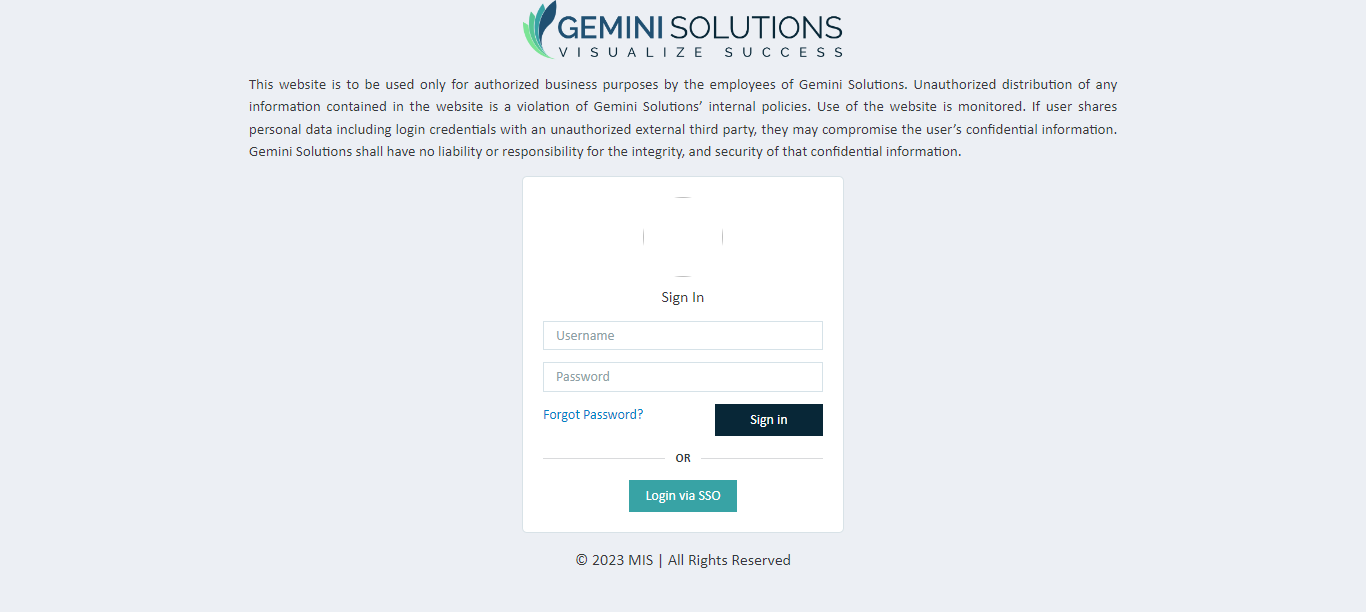 GEMINI SOLUTIONS
VISUALIZE SUCCESS
This website is to be used only for authorized business purposes by the employees of Gemini Solutions. Unauthorized distribution of any
information contained in the website is a violation of Gemini Solutions’ internal policies. Use of the website is monitored. If user shares
personal data including login credentials with an unauthorized external third party, they may compromise the user’s confidential information.
Gemini Solutions shall have no liability or responsibility for the integrity, and security of that confidential information.
Sign In
Username
Password
Forgot Password?
Sign in
OR
Login via SSO
© 2023 MIS | All Rights Reserved